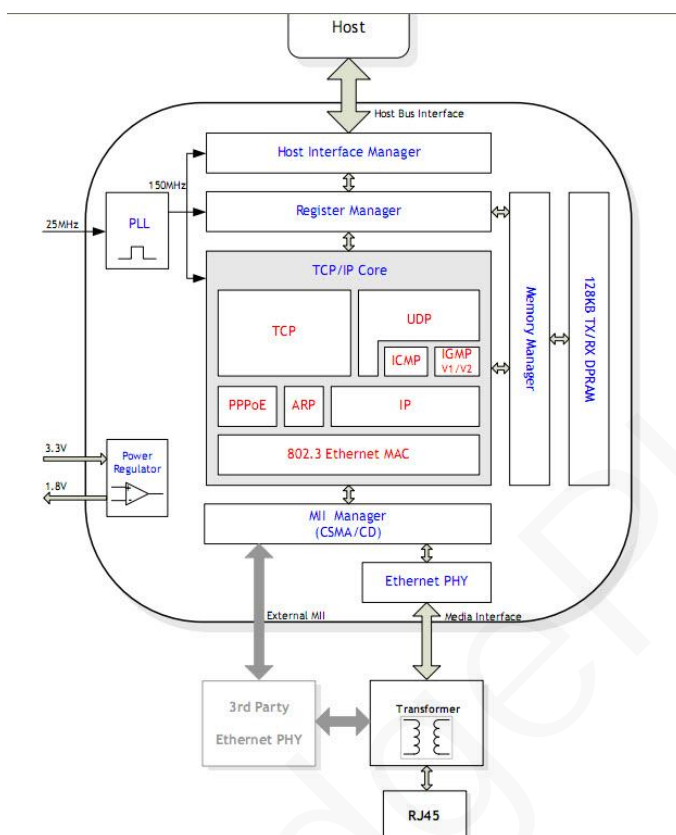 Host
Host Bus Interface
Host Interface Manager
150MHz
Register Manager
25MHz
PLL
TCP/IP Core
TCP
UDP
ICMP
IGMP
V1/V2
PPPoE
ARP
IP
802.3 Ethernet MAC
Memory Manager
128KB TX/RX DPRAM
3.3V
Power
Regulator
1.8V
MII Manager
(CSMA/CD)
Ethernet PHY
External MII
Media Interface
3rd Party
Ethernet PHY
Transformer
RJ45